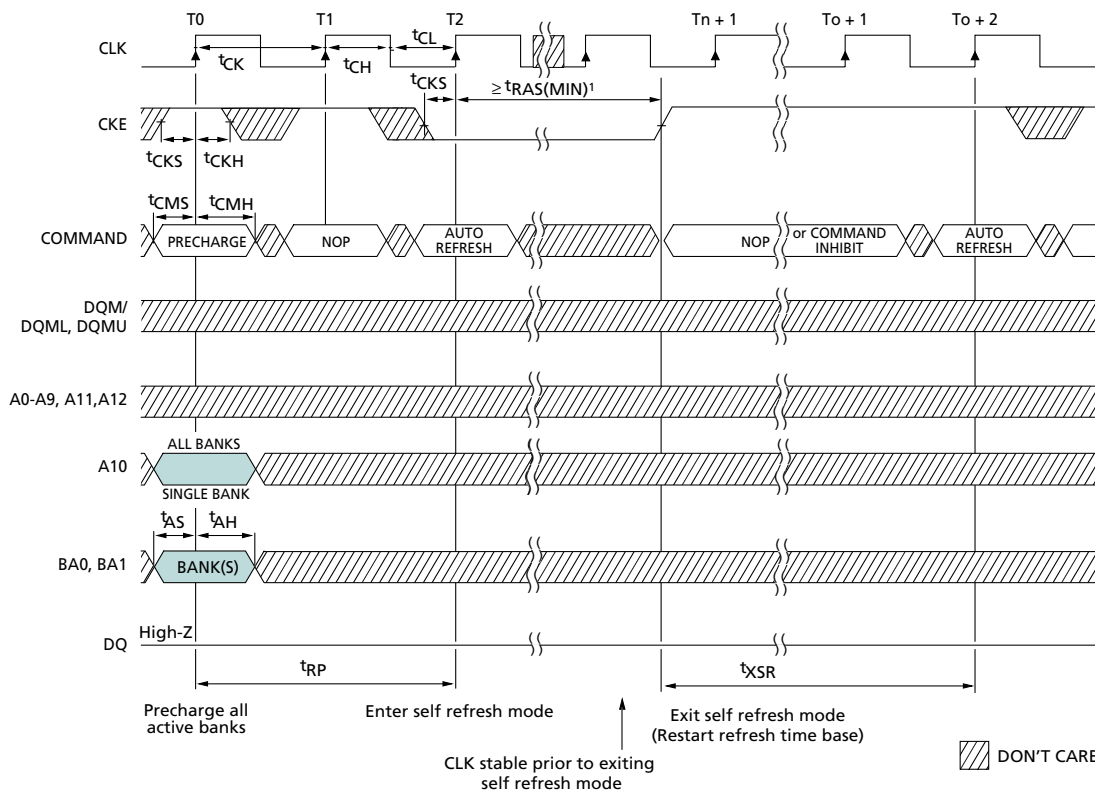 T0 T1 T2 Tn + 1 To + 1 To + 2
CLK
tCK tCH tCL
tCKS ≥ tRAS(MIN)1
CKE
tCKS tCKH
tCMS tCMH
COMMAND PRECHARGE NOP AUTO REFRESH NOP or COMMAND INHIBIT AUTO REFRESH
DQM/
DQML, DQMU
A0-A9, A11,A12
ALL BANKS
A10
SINGLE BANK
tAS tAH
BA0, BA1 BANK(S)
High-Z
DQ
tRP tXSR
Precharge all
active banks
Enter self refresh mode
CLK stable prior to exiting
self refresh mode
Exit self refresh mode
(Restart refresh time base)
DON'T CARE